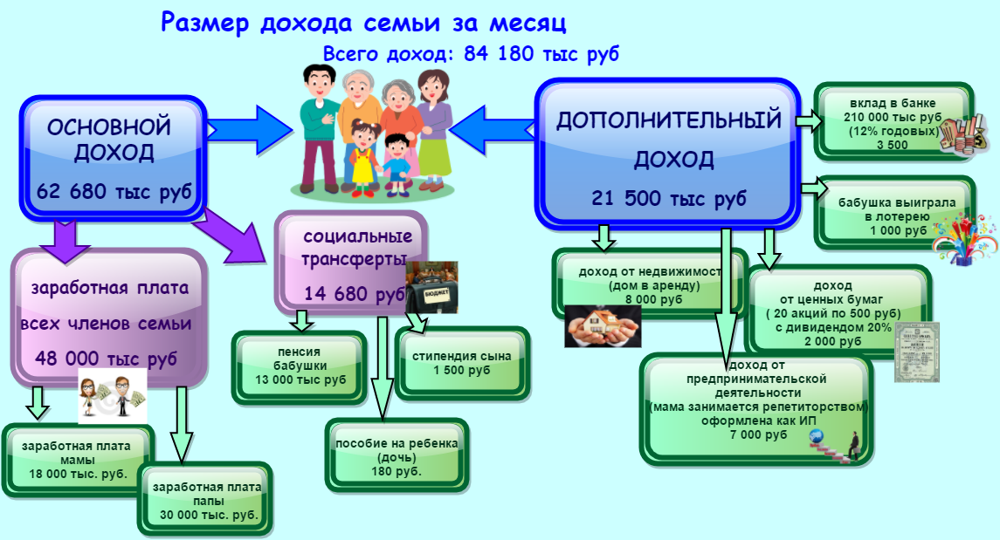 Размер дохода семьи за месяц
Всего доход: 84 180 тыс руб
ОСНОВНОЙ
ДОХОД
62 680 тыс руб
ДОПОЛНИТЕЛЬНЫЙ
ДОХОД
21 500 тыс руб
вклад в банке
210 000 тыс руб
(12% годовых)
3 500
бабушка выиграла
в лотерею
1 000 руб
заработная плата
всех членов семьи
48 000 тыс руб
социальные
трансферты
14 680 руб
БЮДЖЕТ
доход от недвижимост
(дом в аренду)
8 000 руб
доход
от ценных бумаг
( 20 акций по 500 руб)
с дивидендом 20%
2 000 руб
пенсия
бабушки
13 000 тыс руб
стипендия сына
1 500 руб
доход от
предпринимательской
деятельности
(мама занимается репетиторством)
оформлена как ИП
7 000 руб
заработная плата
мамы
18 000 тыс. руб.
заработная плата
папы
30 000 тыс. руб.
пособие на ребенка
(дочь)
180 руб.